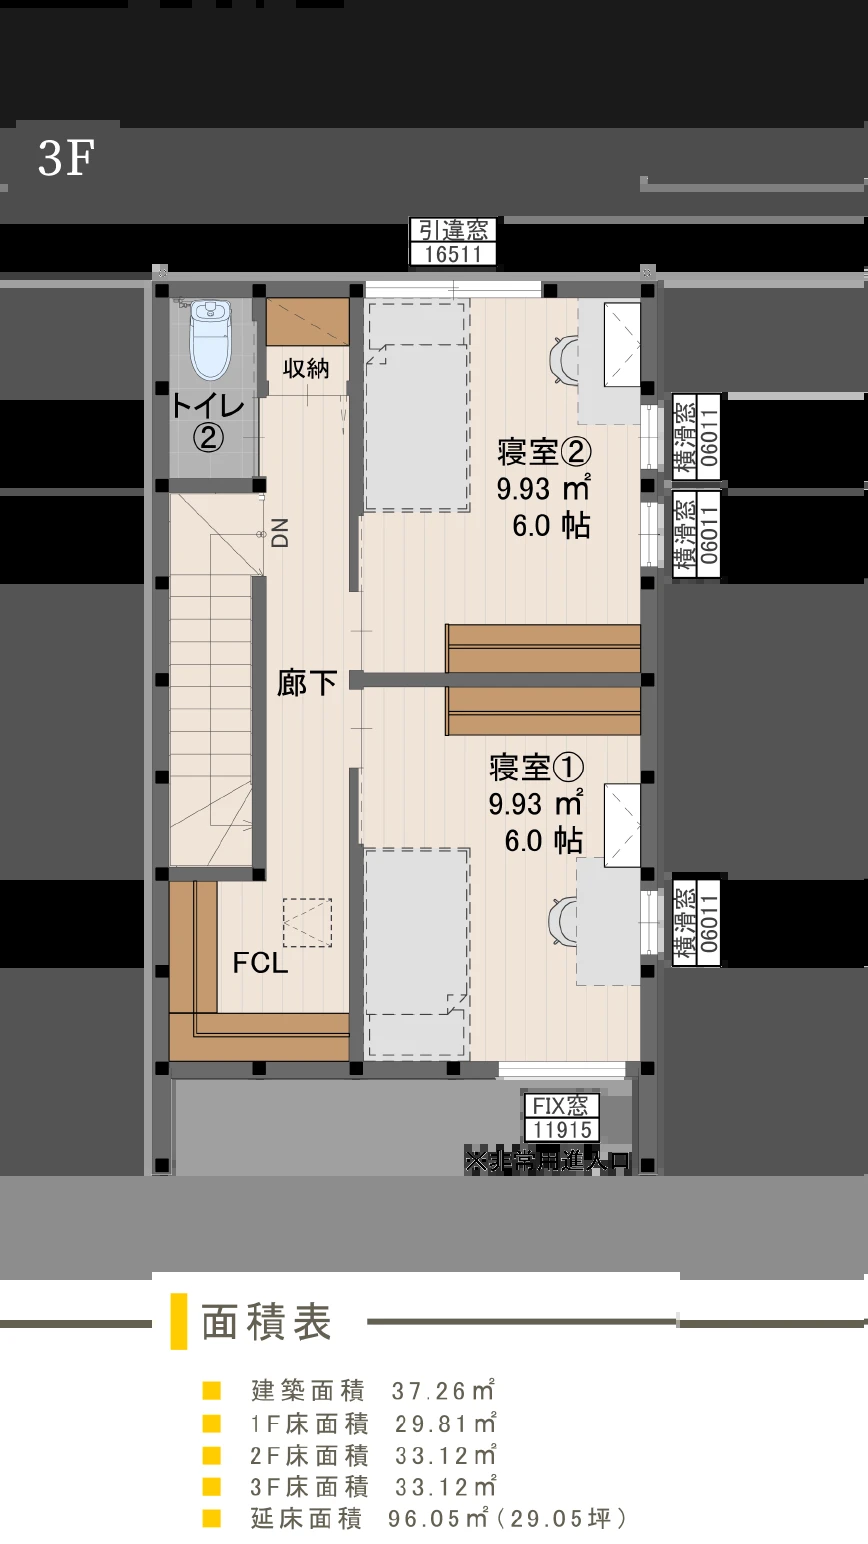 3F
引違窓
16511
収納
トイレ
②
横滑窓
06011
寝室②
9.93 ㎡
6.0 帖
横滑窓
06011
DN
廊下
寝室①
9.93 ㎡
6.0 帖
横滑窓
06011
FCL
FIX窓
11915
※非常用進入口
面積表
建築面積 37.26㎡
1F床面積 29.81㎡
2F床面積 33.12㎡
3F床面積 33.12㎡
延床面積 96.05㎡(29.05坪)